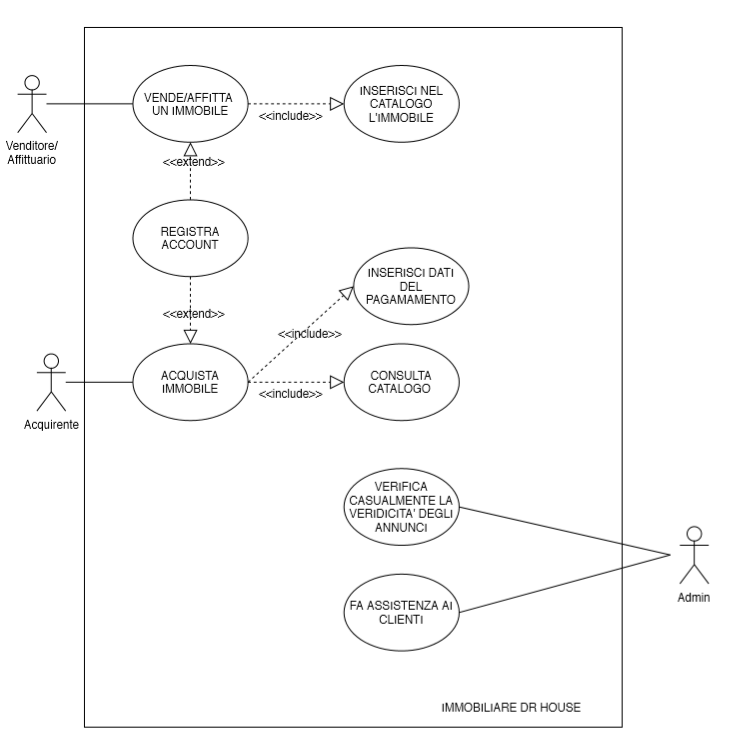 VENDE/AFFITTA
UN IMMOBILE
INSERISCI NEL
CATALOGO
L'IMMOBILE
<<include>>
Venditore/
Affittuario
<<extend>>
REGISTRA
ACCOUNT
INSERISCI DATI
DEL
PAGAMAMENTO
<<extend>>
<<include>>
ACQUISTA
IMMOBILE
CONSULTA
CATALOGO
<<include>>
Acquirente
VERIFICA
CASUALMENTE LA
VERIDICITA' DEGLI
ANNUNCI
Admin
FA ASSISTENZA AI
CLIENTI
IMMOBILIARE DR HOUSE